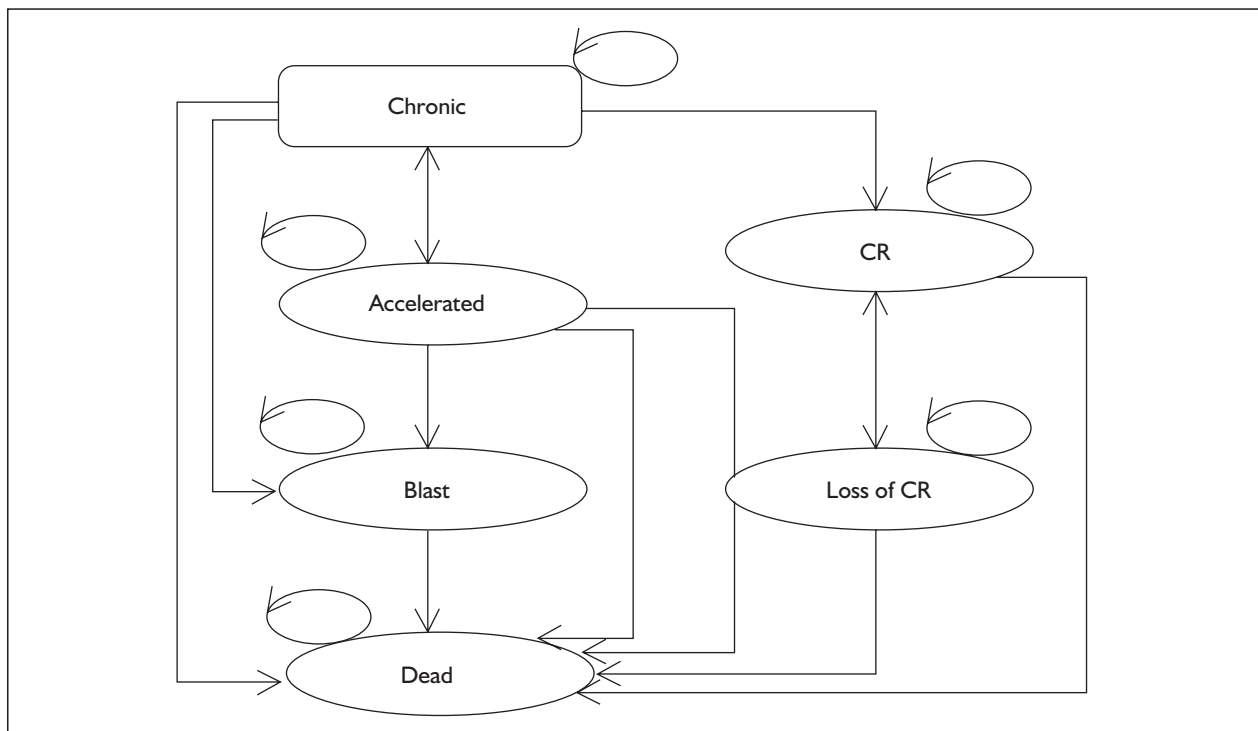 Chronic
CR
Accelerated
Blast
Loss of CR
Dead